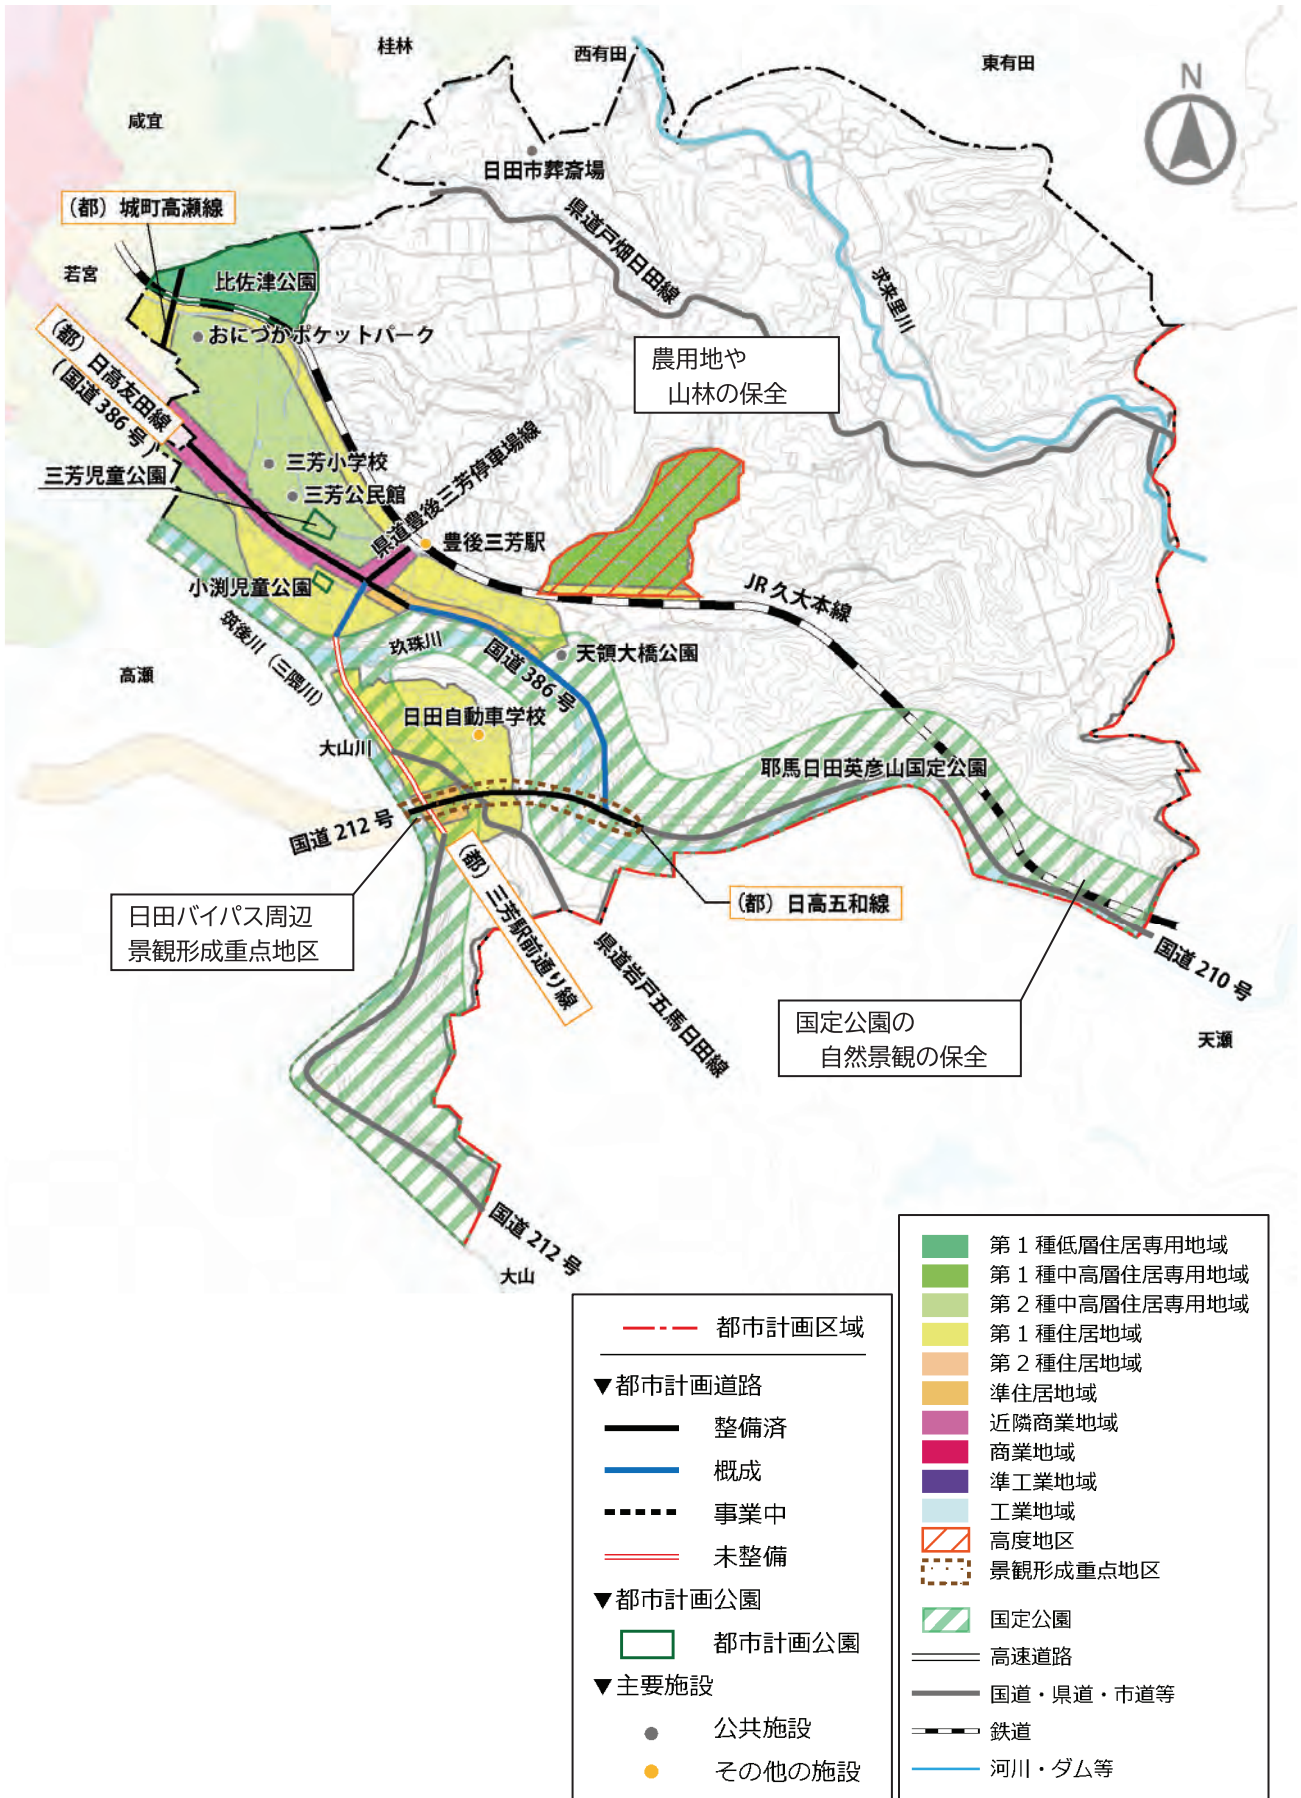 桂林
西有田
東有田
咸宜
N
日田市葬斎場
(都) 城町高瀬線
県道戸畑日田線
若宮
比佐津公園
求来里川
おにづかポケットパーク
(都) 日高友田線
(国道 386 号)
農用地や
山林の保全
三芳小学校
三芳児童公園
三芳公民館
県道豊後三芳停車場線
豊後三芳駅
小渕児童公園
JR 久大本線
筑後川 (三隈川)
玖珠川
国道 386 号
天領大橋公園
高瀬
日田自動車学校
大山川
耶馬日田英彦山国定公園
国道 212 号
(都) 三芳駅前通り線
(都) 日高五和線
日田バイパス周辺
景観形成重点地区
県道岩戸五馬日田線
国道 210 号
国定公園の
自然景観の保全
天瀬
国道 212 号
大山
都市計画区域
▼都市計画道路
整備済
概成
事業中
未整備
▼都市計画公園
都市計画公園
▼主要施設
公共施設
その他の施設
第 1 種低層住居専用地域
第 1 種中高層住居専用地域
第 2 種中高層住居専用地域
第 1 種住居地域
第 2 種住居地域
準住居地域
近隣商業地域
商業地域
準工業地域
工業地域
高度地区
景観形成重点地区
国定公園
高速道路
国道・県道・市道等
鉄道
河川・ダム等